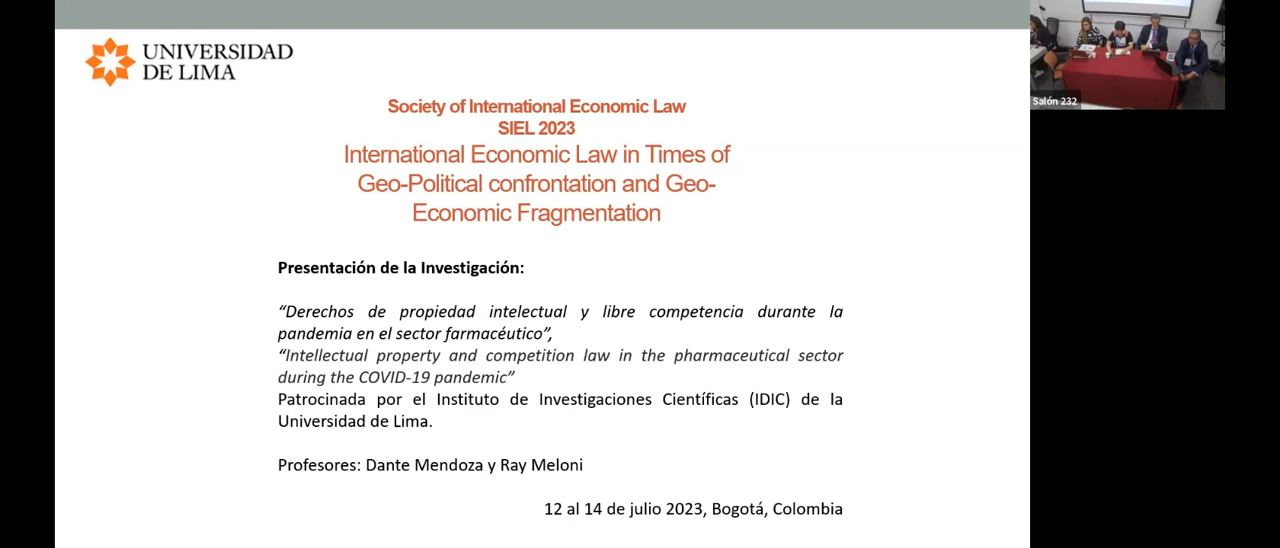 UNIVERSIDAD
DE LIMA
Society of International Economic Law
SIEL 2023
International Economic Law in Times of
Geo-Political confrontation and Geo-
Economic Fragmentation
Presentación de la Investigación:
“Derechos de propiedad intelectual y libre competencia durante la
pandemia en el sector farmacéutico”,
“Intellectual property and competition law in the pharmaceutical sector
during the COVID-19 pandemic”
Patrocinada por el Instituto de Investigaciones Científicas (IDIC) de la
Universidad de Lima.
Profesores: Dante Mendoza y Ray Meloni
12 al 14 de julio 2023, Bogotá, Colombia
Salón 232